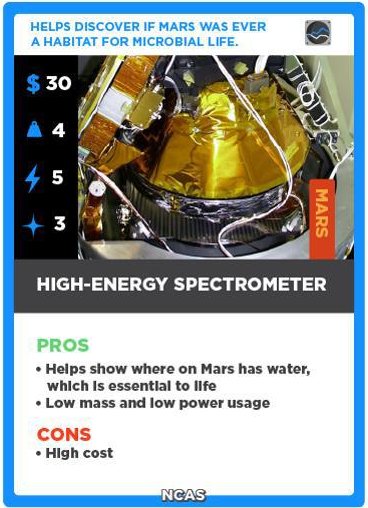 HELPS DISCOVER IF MARS WAS EVER
A HABITAT FOR MICROBIAL LIFE.
$ 30
4
5
3
MARS
HIGH-ENERGY SPECTROMETER
PROS
• Helps show where on Mars has water,
which is essential to life
• Low mass and low power usage
CONS
• High cost
NCAS